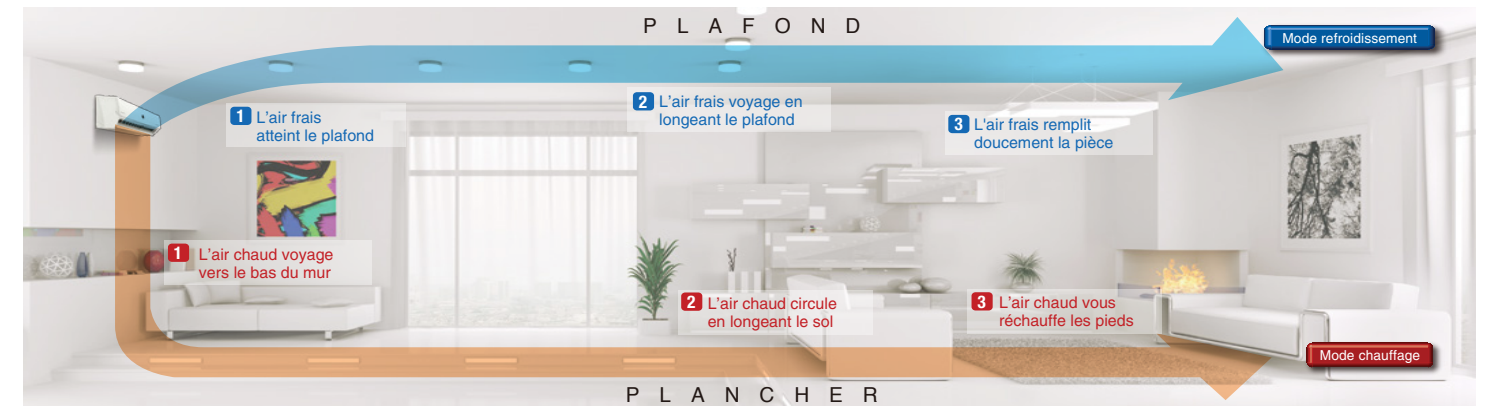 PLAFOND
Mode refroidissement
1 L'air frais
atteint le plafond
2 L'air frais voyage en
longeant le plafond
3 L'air frais remplit
doucement la pièce
1 L'air chaud voyage
vers le bas du mur
2 L'air chaud circule
en longeant le sol
3 L'air chaud vous
réchauffe les pieds
Mode chauffage
PLANCHER